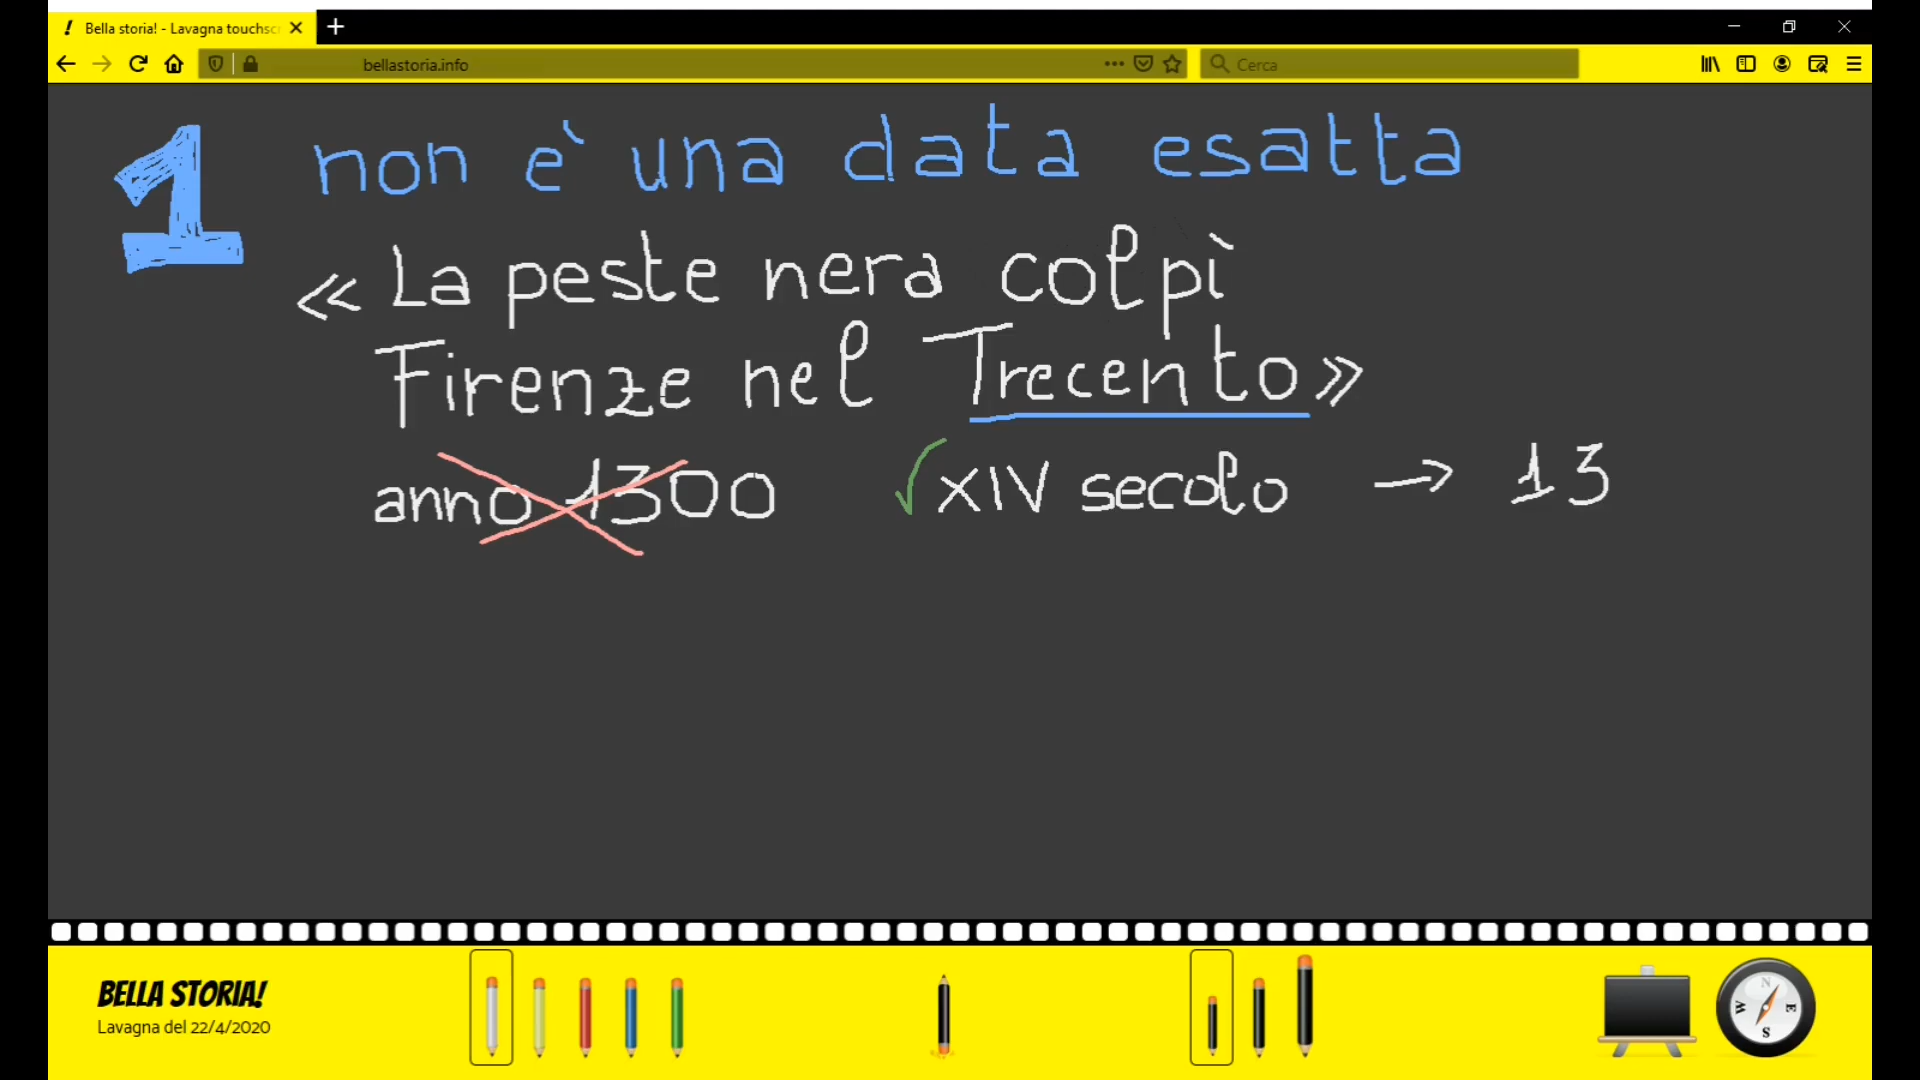 ! Bella storia! - Lavagna touchsc
bellastoria.info
Cerca
1 non è una data esatta
« La peste nera colpì
Firenze nel Trecento »
anno 1300 √ XIV secolo → 13
BELLA STORIA!
Lavagna del 22/4/2020
N
W E
S